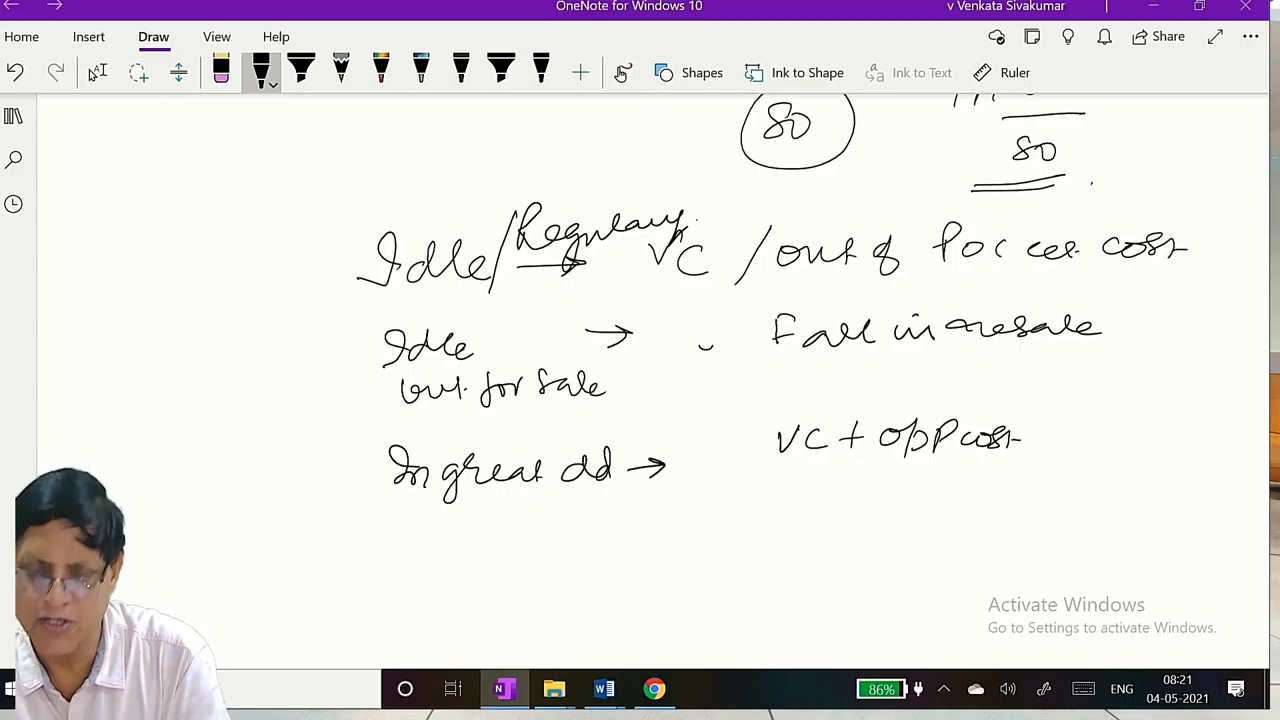 OneNote for Windows 10
v Venkata Sivakumar
Home Insert Draw View Help
Share
Shapes Ink to Shape Ink to Text Ruler
80
80
Idle/Regular VC / out of Pocket cost
Idle → Fall in resale
but for sale
In great dd → VC + opp cost
Activate Windows
Go to Settings to activate Windows.
86%
ENG
08:21
04-05-2021